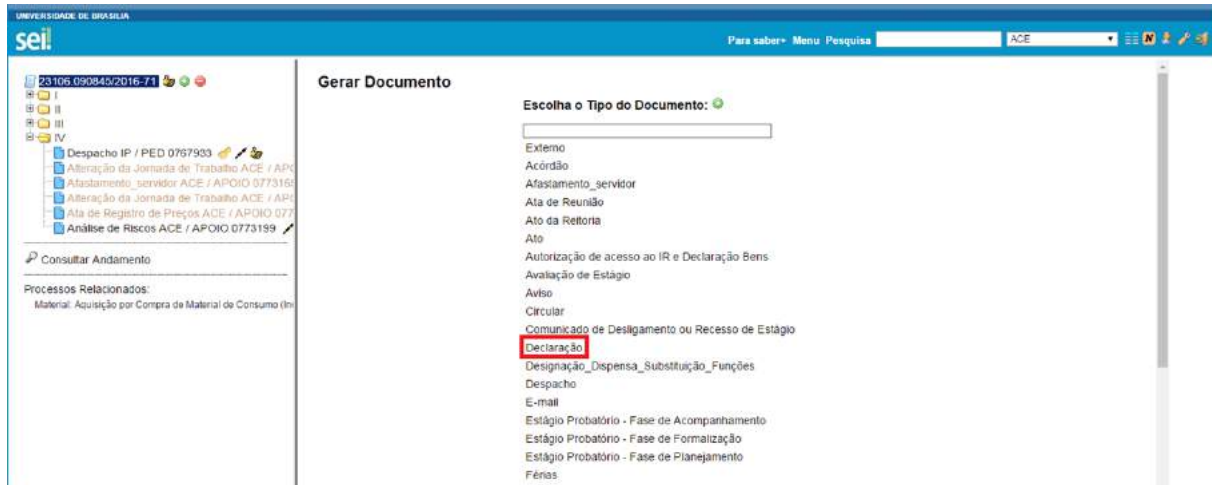 UNIVERSIDADE DE BRASÍLIA
sei!
Para saber+ Menu Pesquisa
ACE
23106.090845/2016-71
I
II
III
IV
Despacho IP / PED 0767933
Alteração da Jornada de Trabalho ACE / APO
Afastamento_servidor ACE / APOIO 0773168
Alteração da Jornada de Trabalho ACE / APO
Ata de Registro de Preços ACE / APOIO 077
Análise de Riscos ACE / APOIO 0773199
Consultar Andamento
Processos Relacionados:
Material: Aquisição por Compra de Material de Consumo (In
Gerar Documento
Escolha o Tipo do Documento:
Externo
Acórdão
Afastamento_servidor
Ata de Reunião
Ato da Reitoria
Ato
Autorização de acesso ao IR e Declaração Bens
Avaliação de Estágio
Aviso
Circular
Comunicado de Desligamento ou Recesso de Estágio
Declaração
Designação_Dispensa_Substituição_Funções
Despacho
E-mail
Estágio Probatório - Fase de Acompanhamento
Estágio Probatório - Fase de Formalização
Estágio Probatório - Fase de Planejamento
Férias